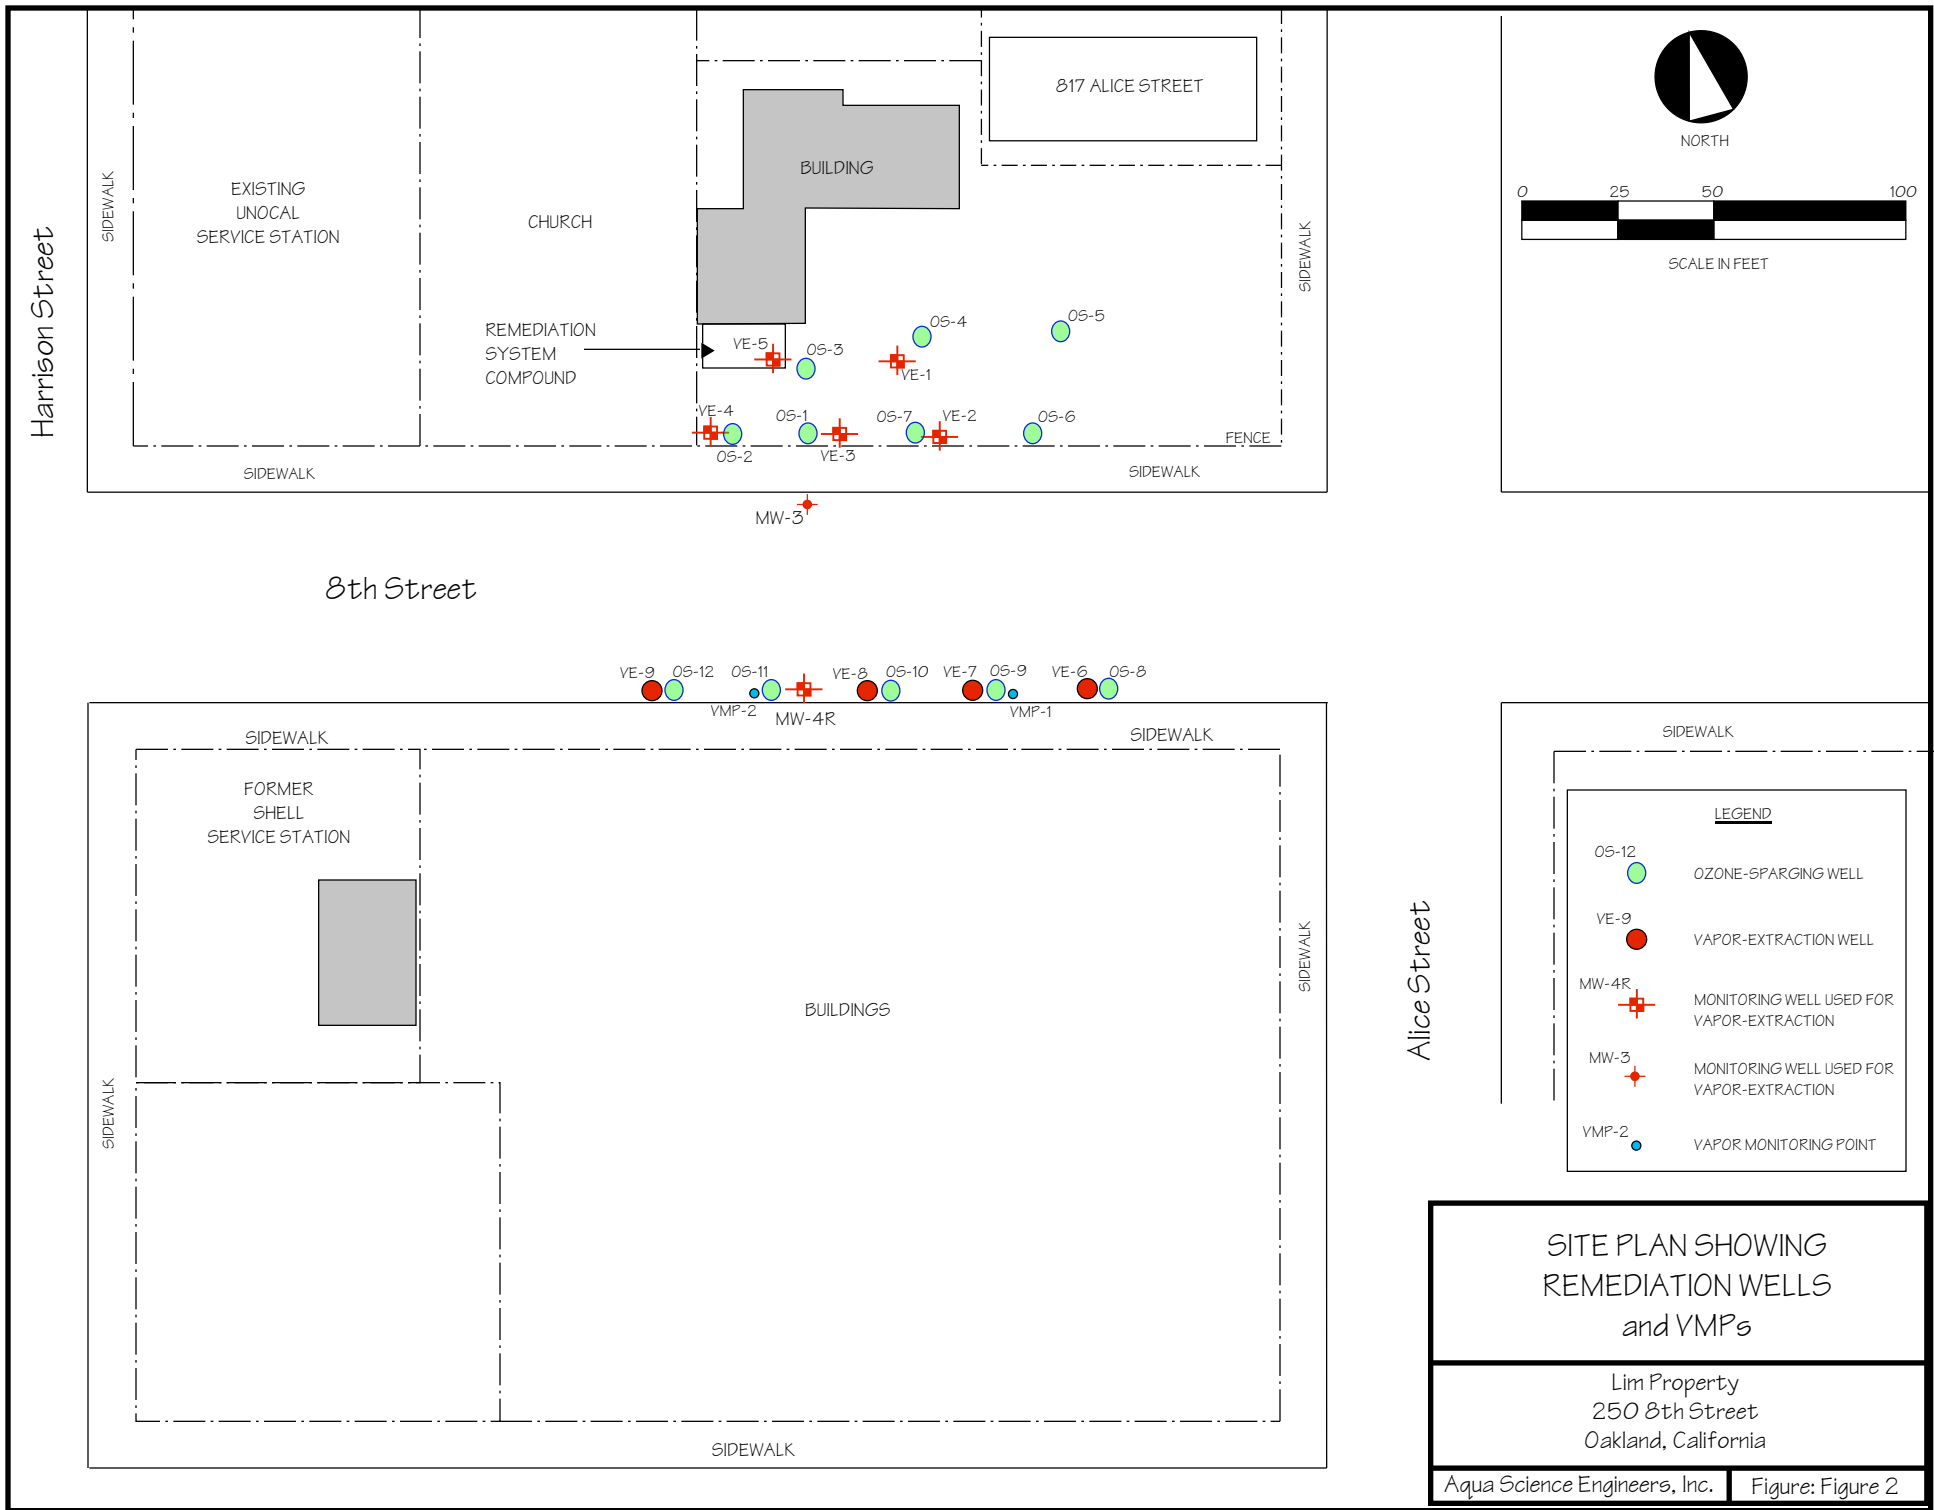 817 ALICE STREET
NORTH
0 25 50 100
SCALE IN FEET
BUILDING
EXISTING
UNOCAL
SERVICE STATION
CHURCH
SIDEWALK
SIDEWALK
Harrison Street
REMEDIATION
SYSTEM
COMPOUND
VE-5
OS-3
OS-4
OS-5
VE-1
VE-4
OS-1
OS-7
VE-2
OS-6
OS-2
VE-3
FENCE
SIDEWALK
SIDEWALK
MW-3
8th Street
VE-9
OS-12
OS-11
VE-8
OS-10
VE-7
OS-9
VE-6
OS-8
VMP-2
MW-4R
VMP-1
SIDEWALK
SIDEWALK
SIDEWALK
FORMER
SHELL
SERVICE STATION
BUILDINGS
SIDEWALK
SIDEWALK
SIDEWALK
Alice Street
LEGEND
OS-12
OZONE-SPARGING WELL
VE-9
VAPOR-EXTRACTION WELL
MW-4R
MONITORING WELL USED FOR
VAPOR-EXTRACTION
MW-3
MONITORING WELL USED FOR
VAPOR-EXTRACTION
VMP-2
VAPOR MONITORING POINT
SITE PLAN SHOWING
REMEDIATION WELLS
and VMPs
Lim Property
250 8th Street
Oakland, California
Aqua Science Engineers, Inc.
Figure: Figure 2